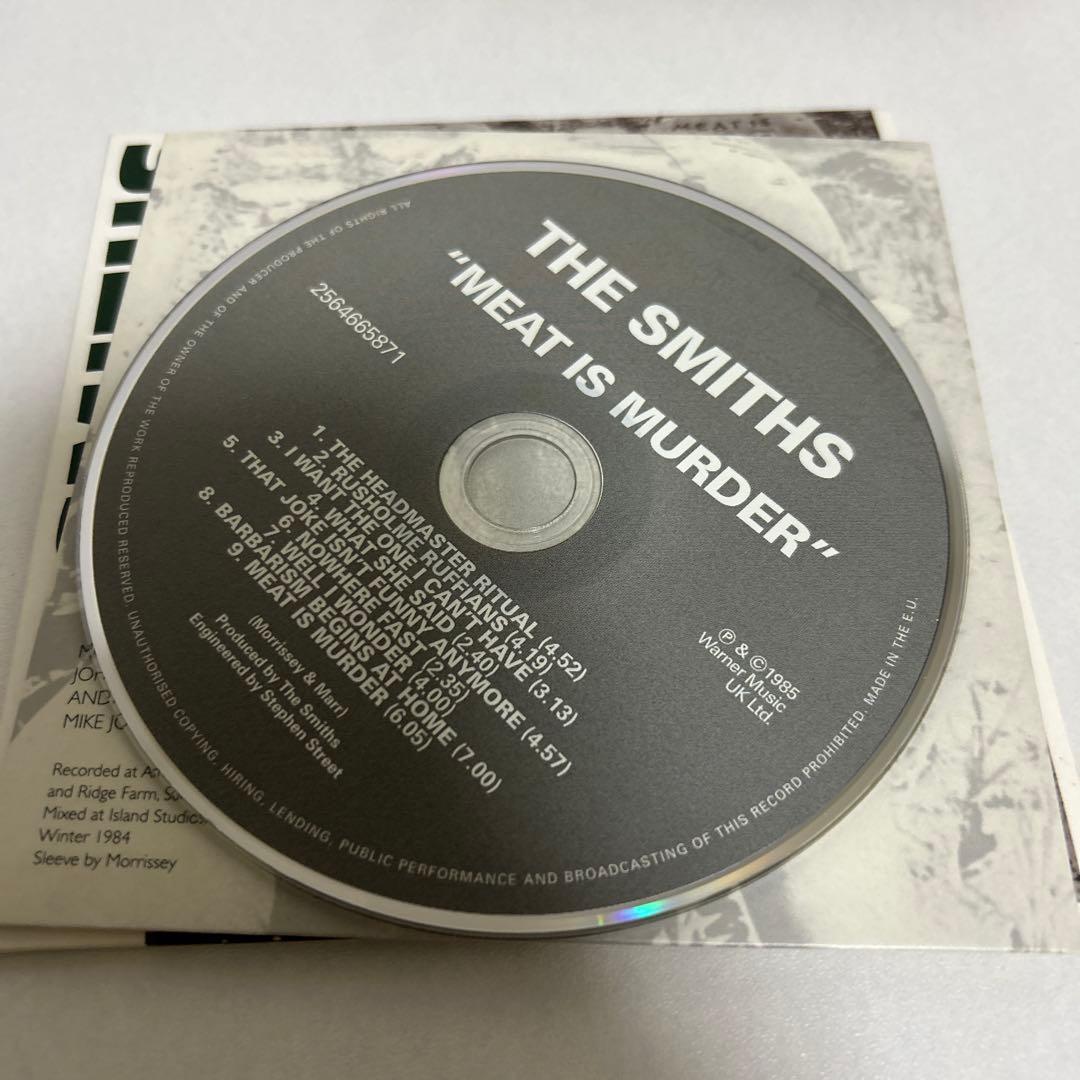 THE SMITHS
"MEAT IS MURDER"
2564665871
1. THE HEADMASTER RITUAL (4.52)
2. RUSHOLME RUFFIANS (4.19)
3. I WANT THE ONE I CAN'T HAVE (3.13)
4. WHAT SHE SAID (2.40)
5. THAT JOKE ISN'T FUNNY ANYMORE (4.57)
6. NOWHERE FAST (2.35)
7. WELL I WONDER (4.00)
8. BARBARISM BEGINS AT HOME (7.00)
9. MEAT IS MURDER (6.05)
(Morrissey & Marr)
Produced by The Smiths
Engineered by Stephen Street
Ⓟ & ©1985
Warner Music
UK Ltd.
ALL RIGHTS OF THE PRODUCER AND OF THE OWNER OF THE WORK REPRODUCED RESERVED. UNAUTHORISED COPYING, HIRING, LENDING, PUBLIC PERFORMANCE AND BROADCASTING OF THIS RECORD PROHIBITED. MADE IN THE E.U.
MEAT IS
M
JOH
AND
MIKE JO
Recorded at
and Ridge Farm,
Mixed at Island Studios,
Winter 1984
Sleeve by Morrissey